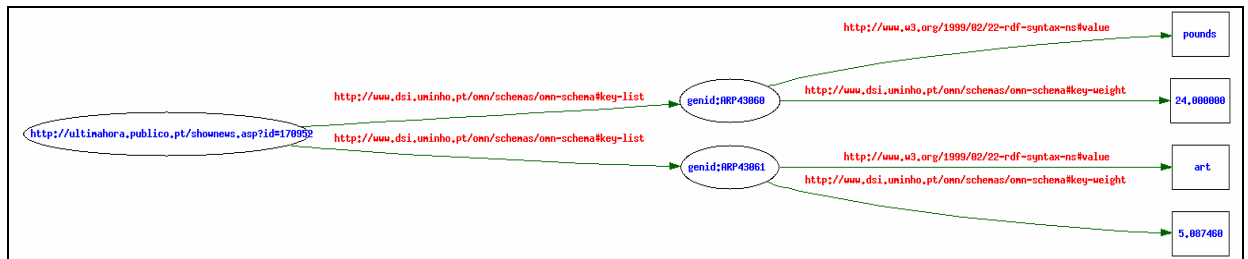 http://www.w3.org/1999/02/22-rdf-syntax-ns#value
pounds
http://www.dsi.uminho.pt/omn/schemas/omn-schema#key-list
genid:ARP43060
http://www.dsi.uminho.pt/omn/schemas/omn-schema#key-weight
24.000000
http://ultimahora.publico.pt/shownews.asp?id=170952
http://www.dsi.uminho.pt/omn/schemas/omn-schema#key-list
genid:ARP43061
http://www.w3.org/1999/02/22-rdf-syntax-ns#value
art
http://www.dsi.uminho.pt/omn/schemas/omn-schema#key-weight
5.087460